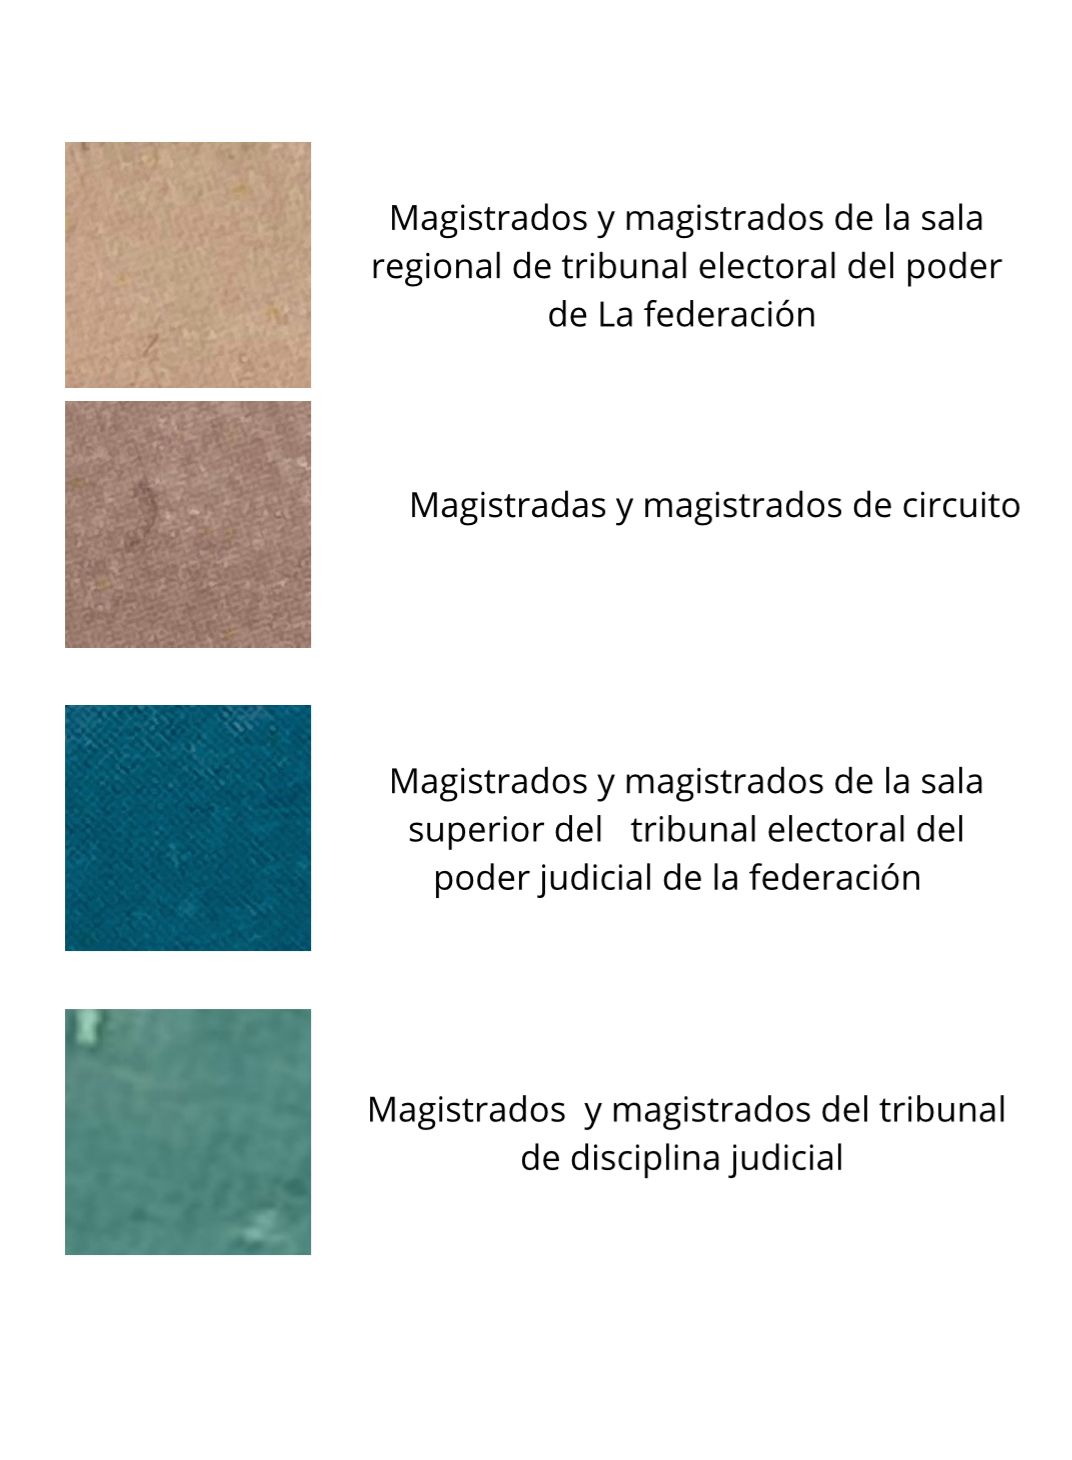 Magistrados y magistrados de la sala
regional de tribunal electoral del poder
de La federación
Magistradas y magistrados de circuito
Magistrados y magistrados de la sala
superior del   tribunal electoral del
poder judicial de la federación
Magistrados  y magistrados del tribunal
de disciplina judicial